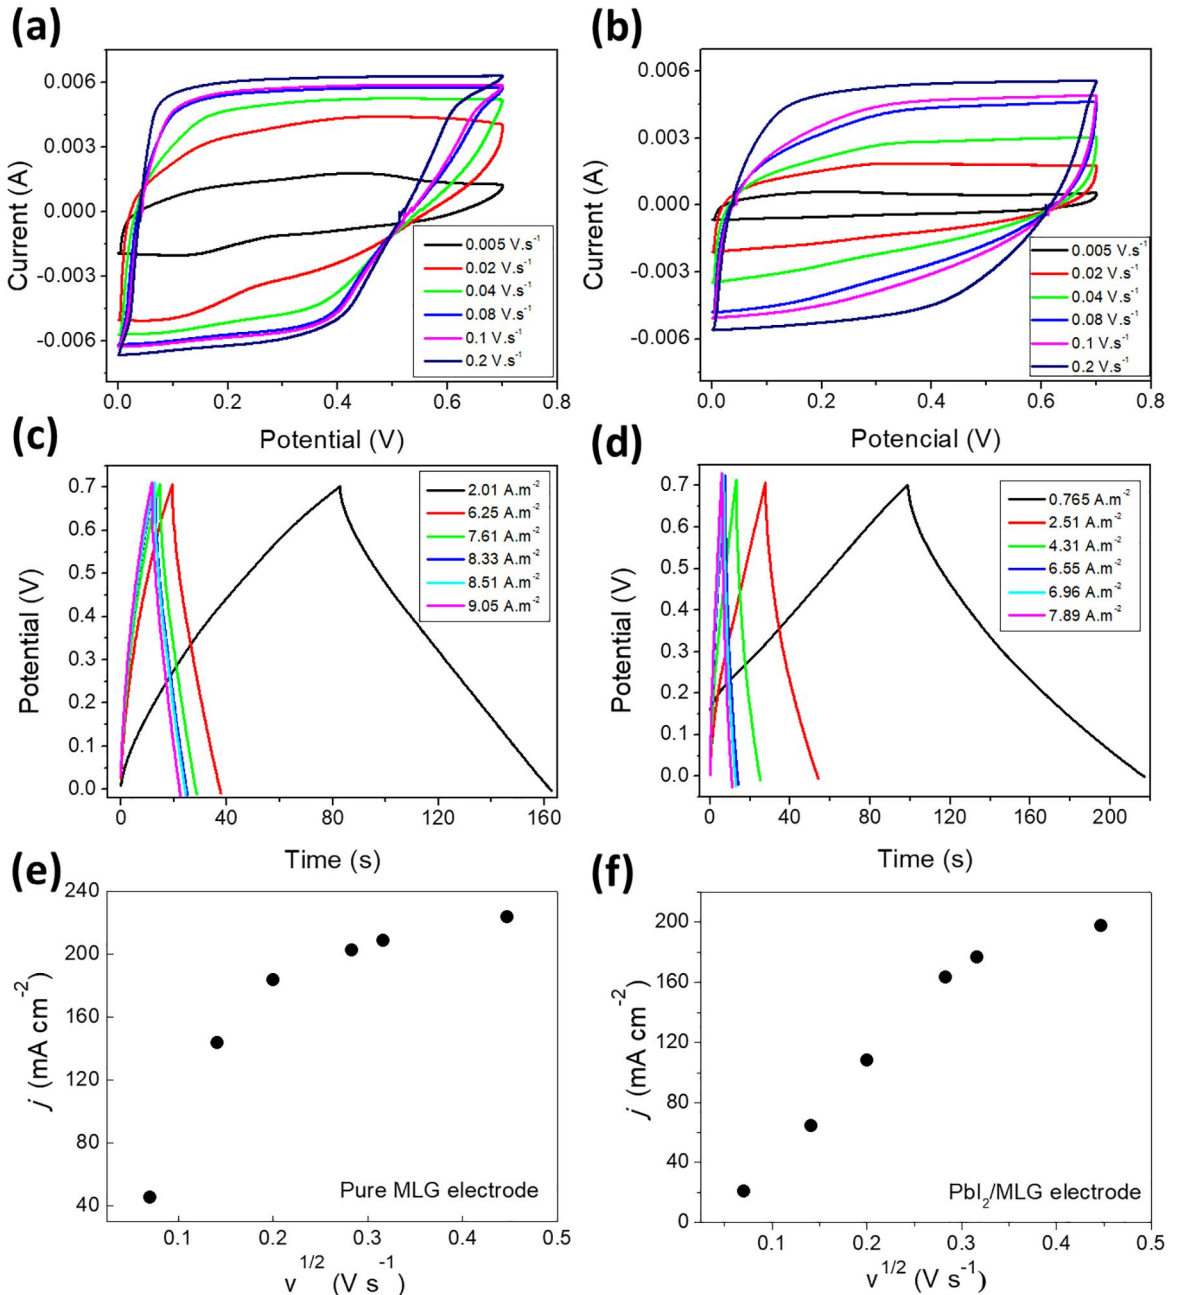 (a)
(b)
0.006
0.003
0.000
-0.003
-0.006
Current (A)
0.005 V.s⁻¹
0.02 V.s⁻¹
0.04 V.s⁻¹
0.08 V.s⁻¹
0.1 V.s⁻¹
0.2 V.s⁻¹
0.0 0.2 0.4 0.6 0.8
Potential (V)
0.006
0.003
0.000
-0.003
-0.006
Current (A)
0.005 V.s⁻¹
0.02 V.s⁻¹
0.04 V.s⁻¹
0.08 V.s⁻¹
0.1 V.s⁻¹
0.2 V.s⁻¹
0.0 0.2 0.4 0.6 0.8
Potencial (V)
(c)
(d)
0.7
0.6
0.5
0.4
0.3
0.2
0.1
0.0
Potential (V)
2.01 A.m⁻²
6.25 A.m⁻²
7.61 A.m⁻²
8.33 A.m⁻²
8.51 A.m⁻²
9.05 A.m⁻²
0 40 80 120 160
Time (s)
0.7
0.6
0.5
0.4
0.3
0.2
0.1
0.0
Potential (V)
0.765 A.m⁻²
2.51 A.m⁻²
4.31 A.m⁻²
6.55 A.m⁻²
6.96 A.m⁻²
7.89 A.m⁻²
0 40 80 120 160 200
Time (s)
(e)
(f)
240
200
160
120
80
40
j (mA cm⁻²)
Pure MLG electrode
0.1 0.2 0.3 0.4 0.5
v^1/2 (V s⁻¹)
200
160
120
80
40
0
j (mA cm⁻²)
PbI₂/MLG electrode
0.1 0.2 0.3 0.4 0.5
v^1/2 (V s⁻¹)